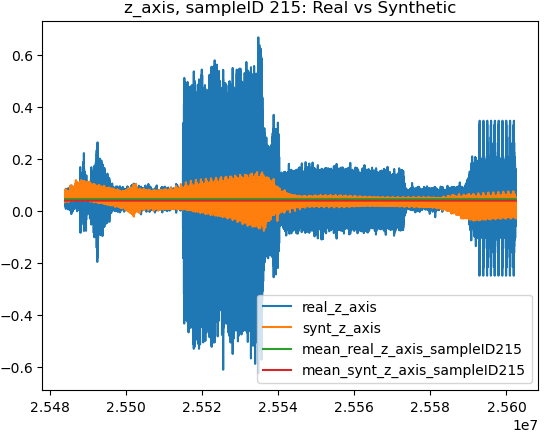 z_axis, sampleID 215: Real vs Synthetic
0.6
0.4
0.2
0.0
−0.2
−0.4
−0.6
real_z_axis
synt_z_axis
mean_real_z_axis_sampleID215
mean_synt_z_axis_sampleID215
2.548 2.550 2.552 2.554 2.556 2.558 2.560
1e7